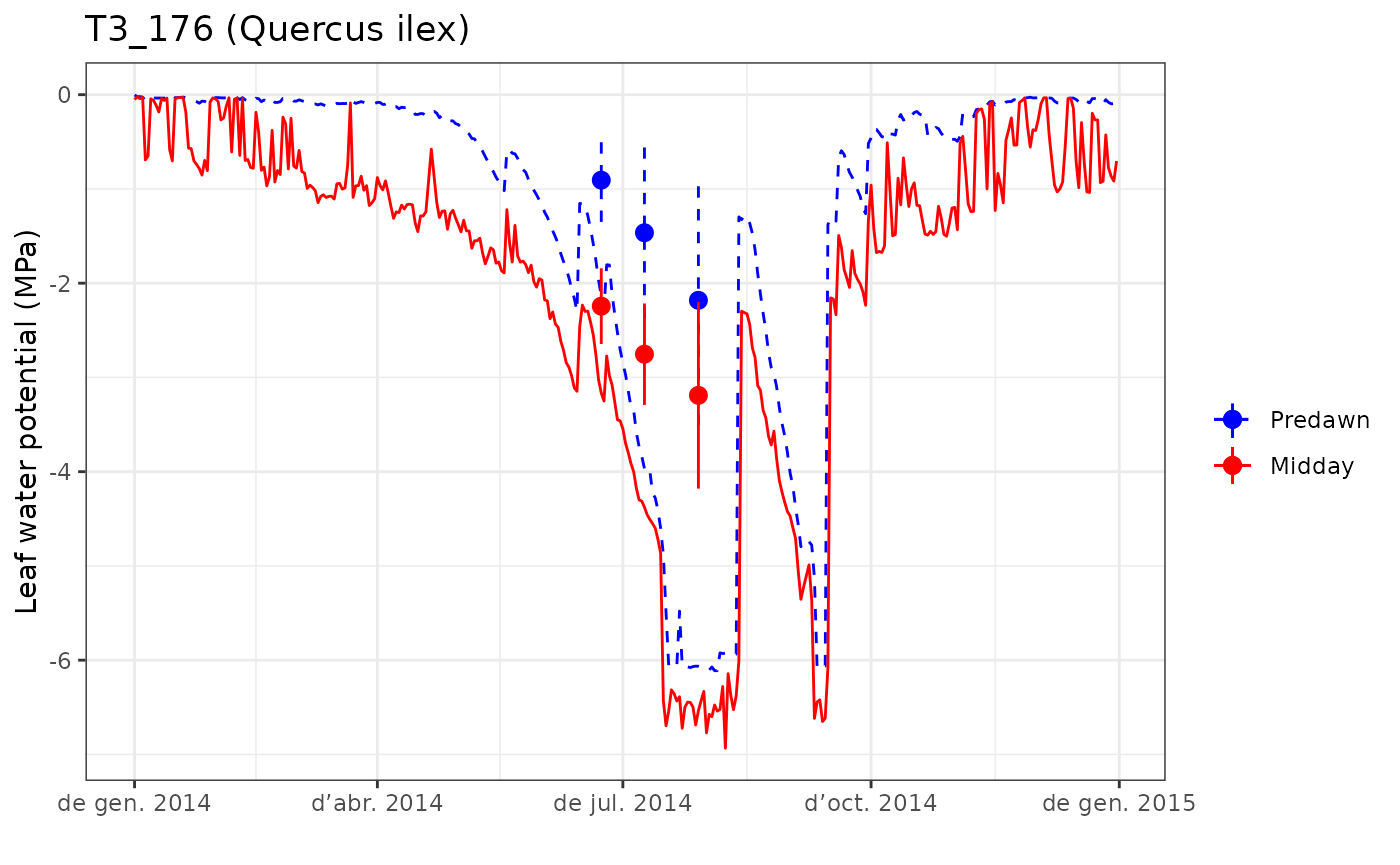 T3_176 (Quercus ilex)
Leaf water potential (MPa)
0
-2
-4
-6
de gen. 2014
d’abr. 2014
de jul. 2014
d’oct. 2014
de gen. 2015
Predawn
Midday